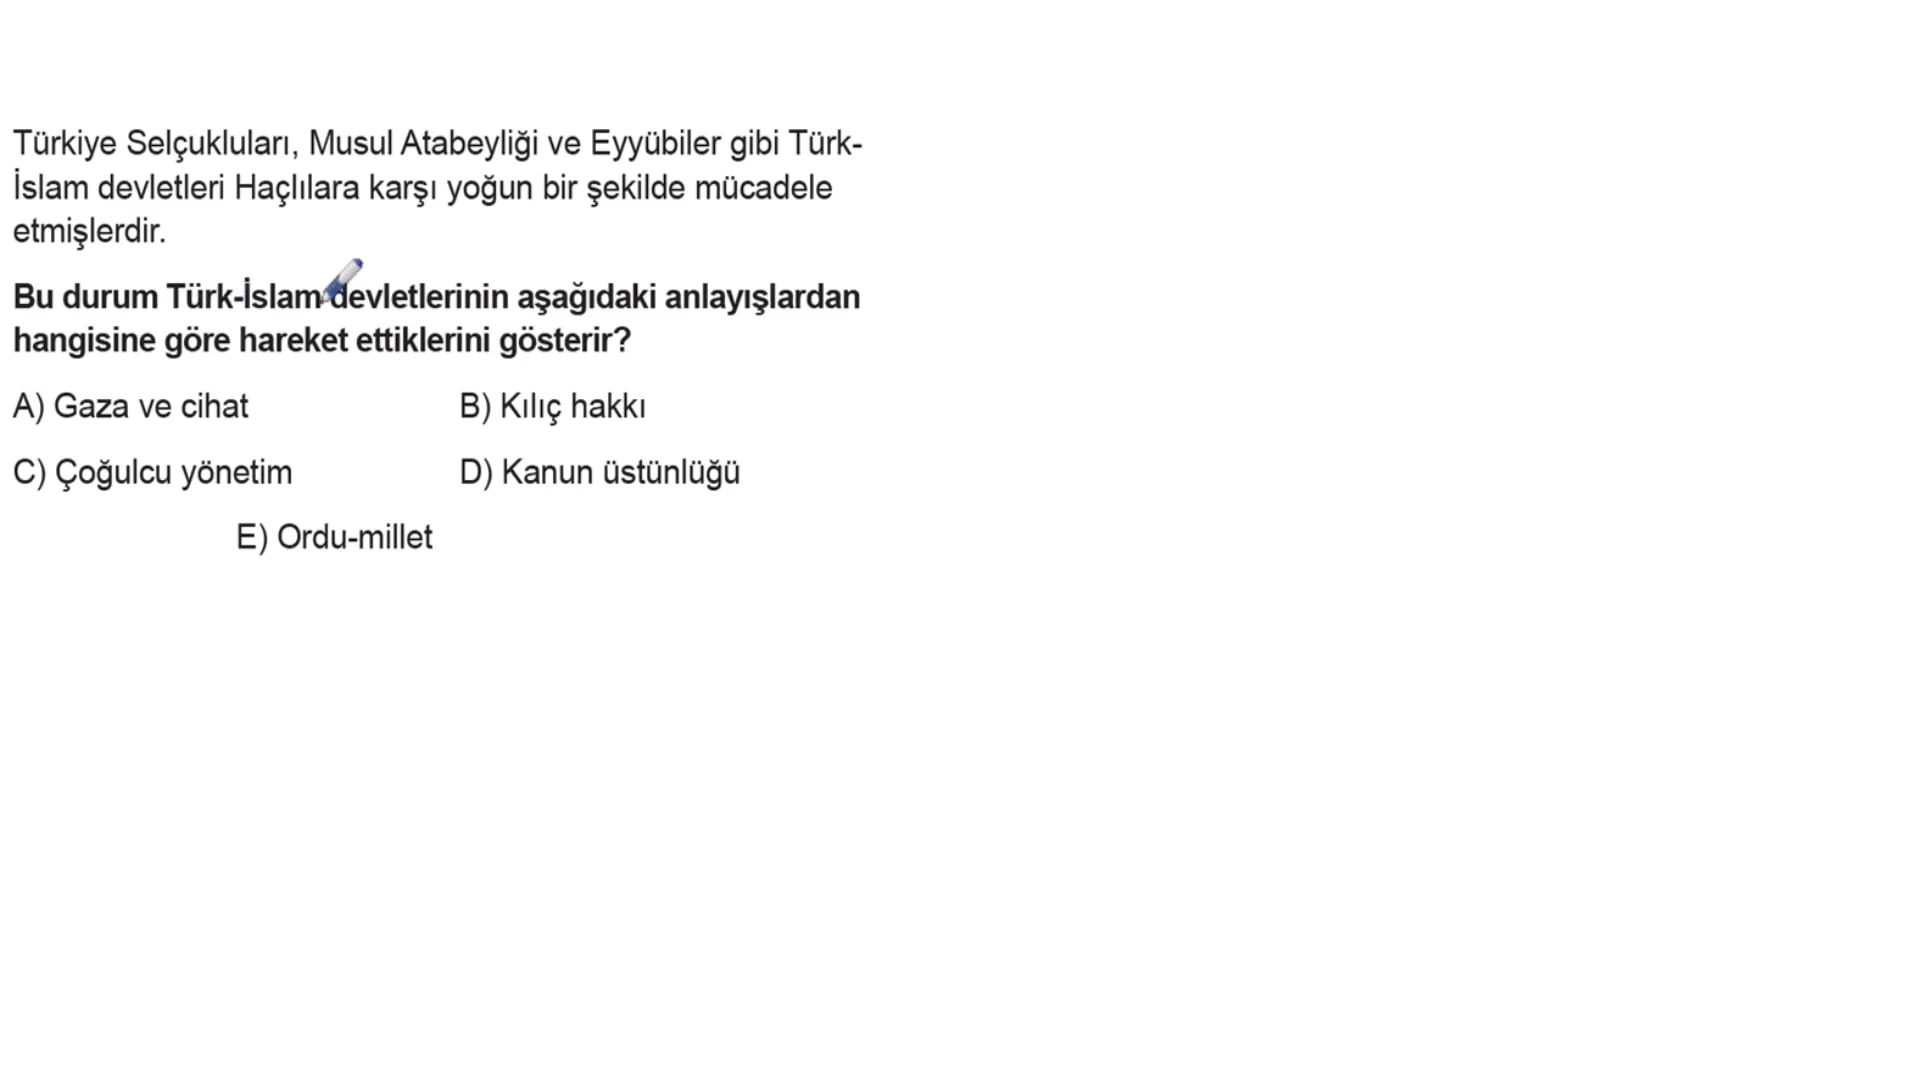 Türkiye Selçukluları, Musul Atabeyliği ve Eyyübiler gibi Türk-
İslam devletleri Haçlılara karşı yoğun bir şekilde mücadele
etmişlerdir.
Bu durum Türk-İslam devletlerinin aşağıdaki anlayışlardan
hangisine göre hareket ettiklerini gösterir?
A) Gaza ve cihat B) Kılıç hakkı
C) Çoğulcu yönetim D) Kanun üstünlüğü
E) Ordu-millet